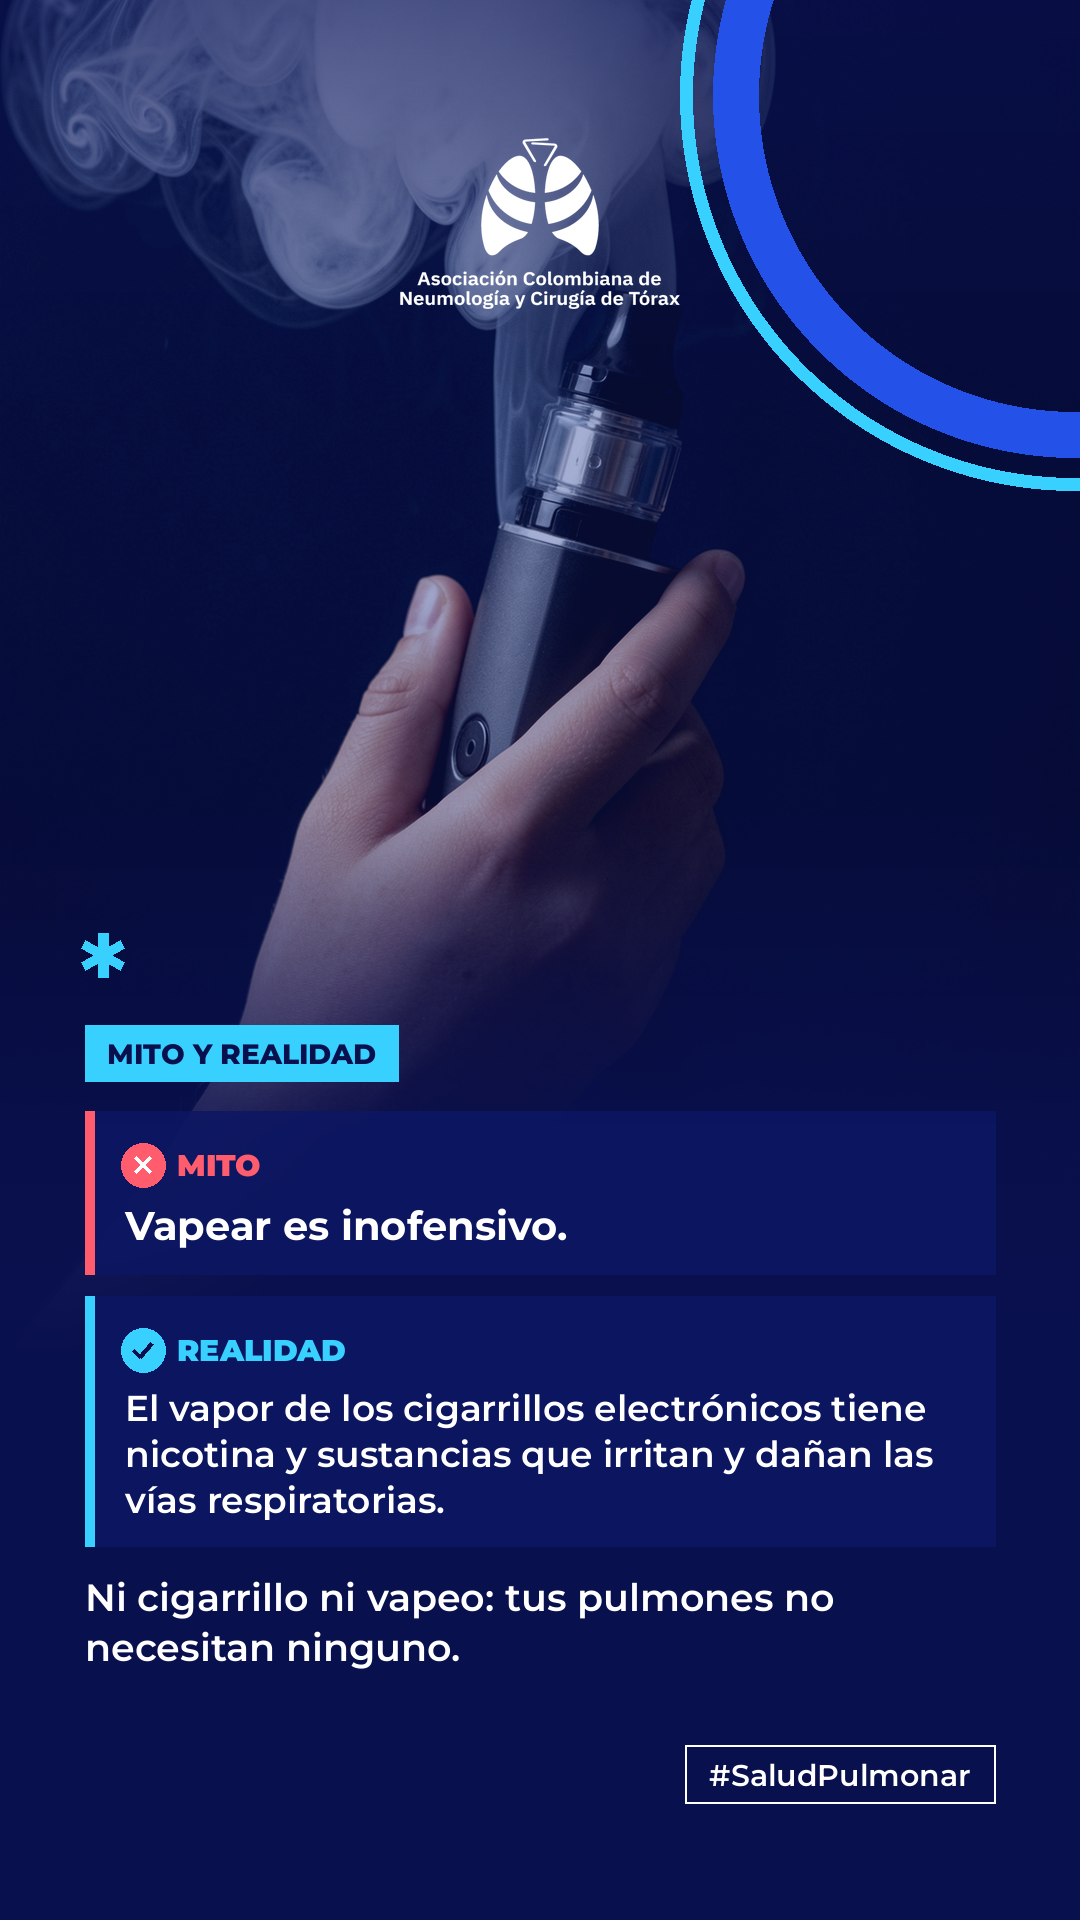 Asociación Colombiana de
Neumología y Cirugía de Tórax
MITO Y REALIDAD
MITO
Vapear es inofensivo.
REALIDAD
El vapor de los cigarrillos electrónicos tiene
nicotina y sustancias que irritan y dañan las
vías respiratorias.
Ni cigarrillo ni vapeo: tus pulmones no
necesitan ninguno.
#SaludPulmonar